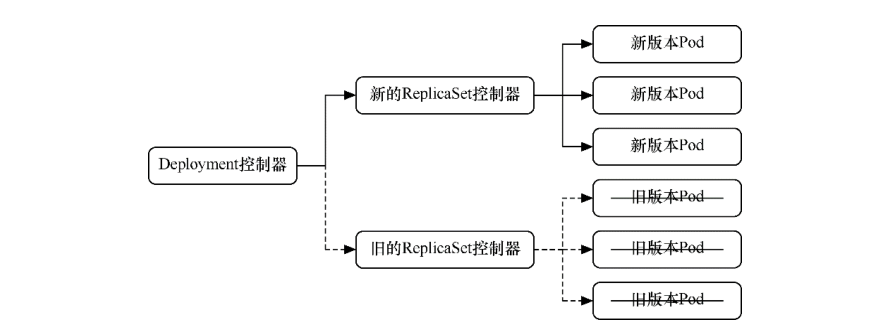 新版本Pod
新的ReplicaSet控制器
新版本Pod
新版本Pod
Deployment控制器
旧版本Pod
旧的ReplicaSet控制器
旧版本Pod
旧版本Pod